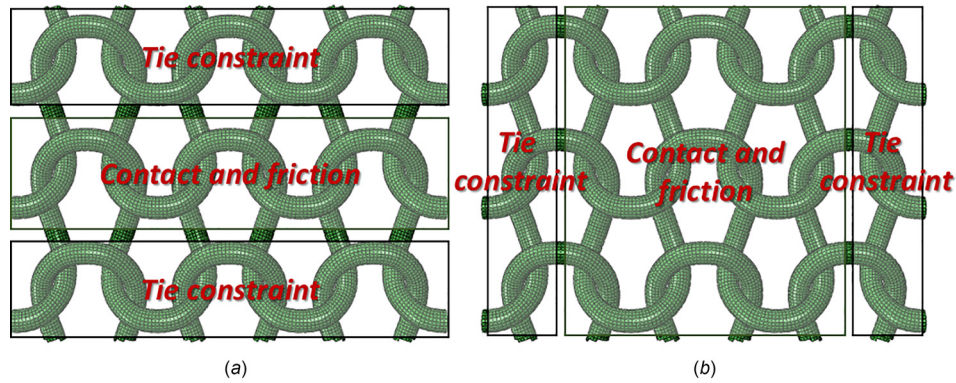 Tie constraint
Contact and friction
Tie constraint
(a)
Tie
constraint
Contact and
friction
Tie
constraint
(b)